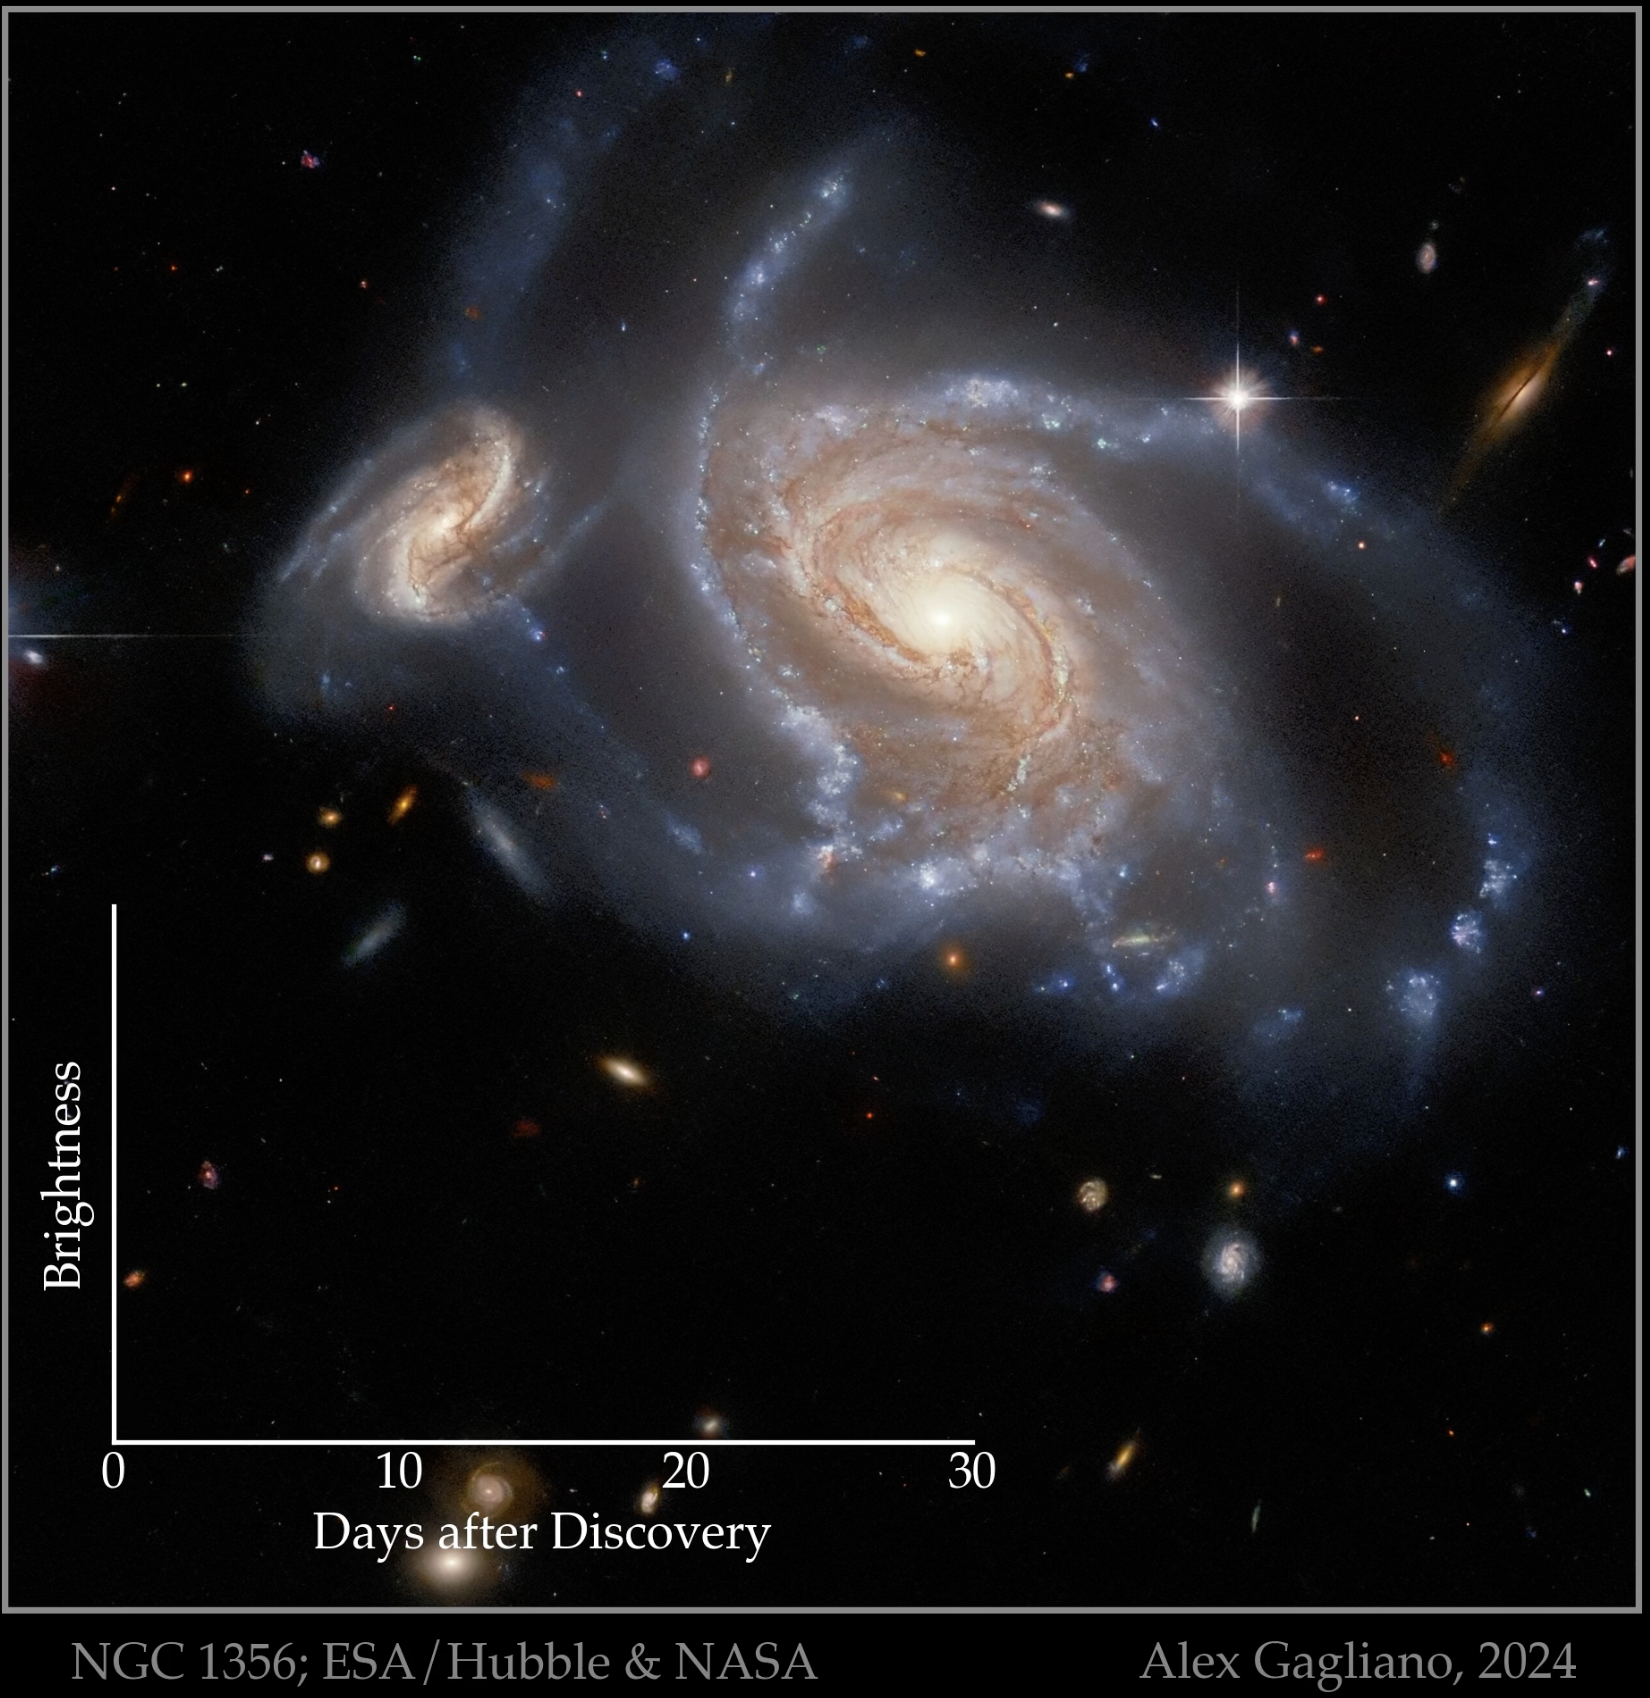 Brightness
0 10 20 30
Days after Discovery
NGC 1356; ESA/Hubble & NASA
Alex Gagliano, 2024